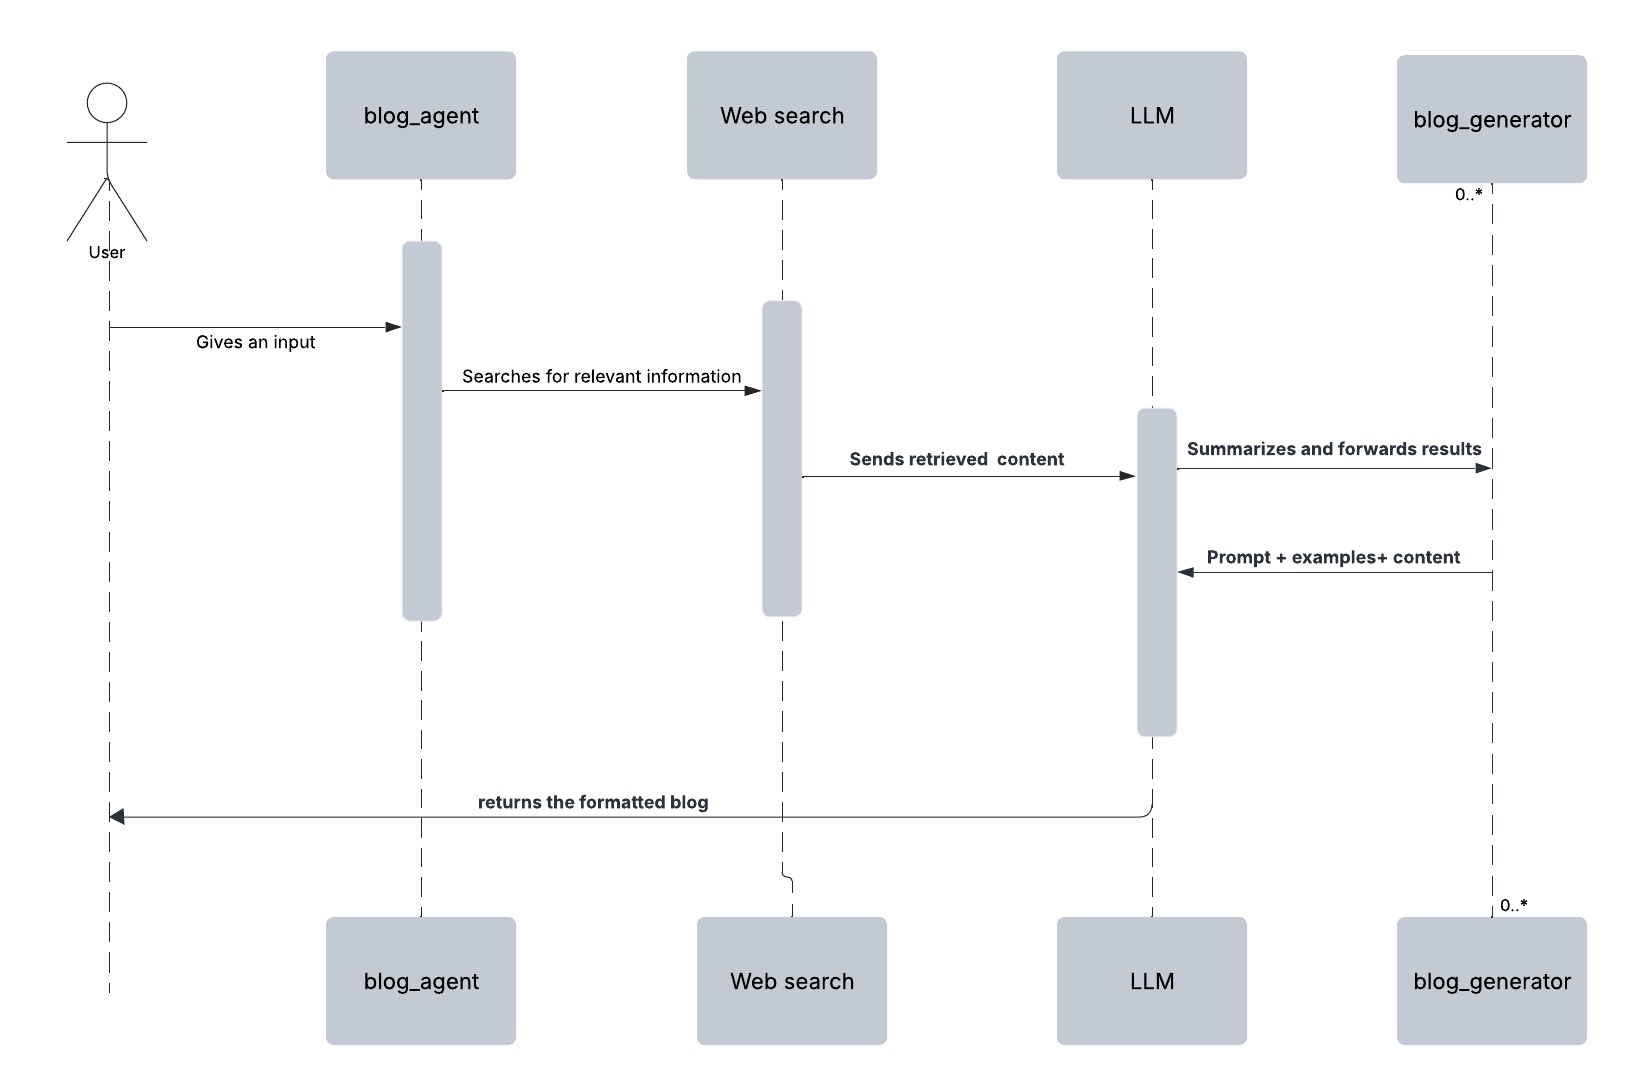 blog_agent
Web search
LLM
blog_generator
0..*
User
Gives an input
Searches for relevant information
Summarizes and forwards results
Sends retrieved  content
Prompt + examples+ content
returns the formatted blog
0..*
blog_agent
Web search
LLM
blog_generator